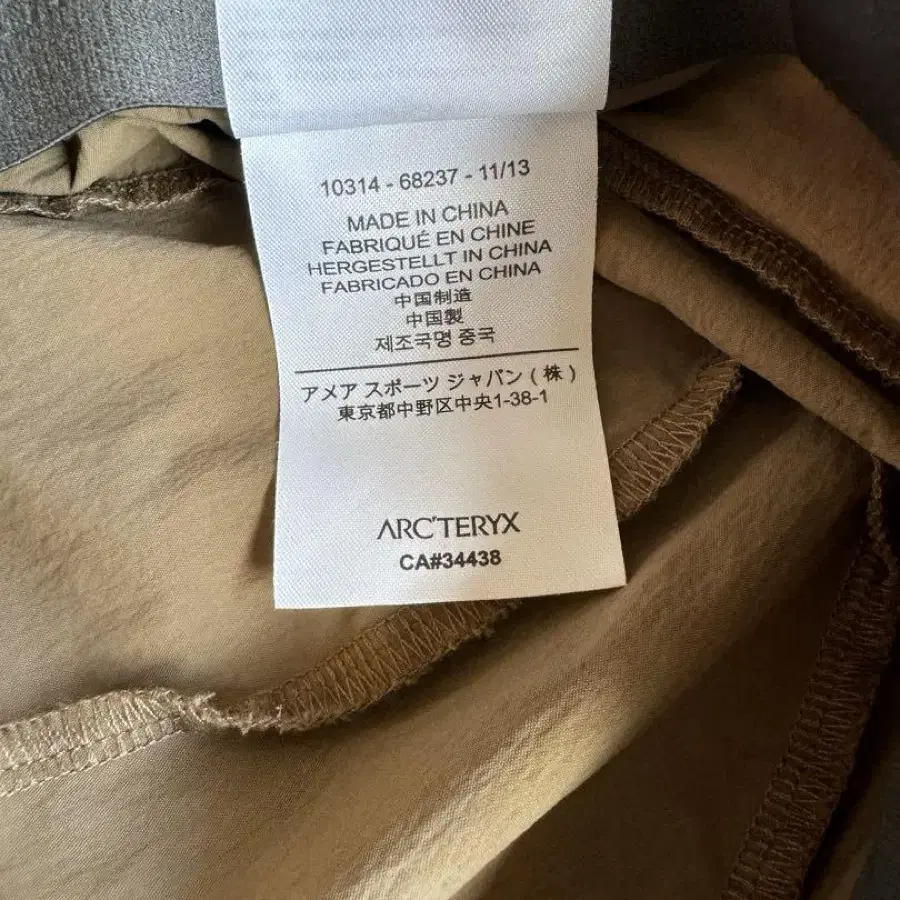 10314 - 68237 - 11/13
MADE IN CHINA
FABRIQUÉ EN CHINE
HERGESTELLT IN CHINA
FABRICADO EN CHINA
中国制造
中国製
제조국명 중국
アメア スポーツ ジャパン ( 株 )
東京都中野区中央1-38-1
ARC'TERYX
CA#34438